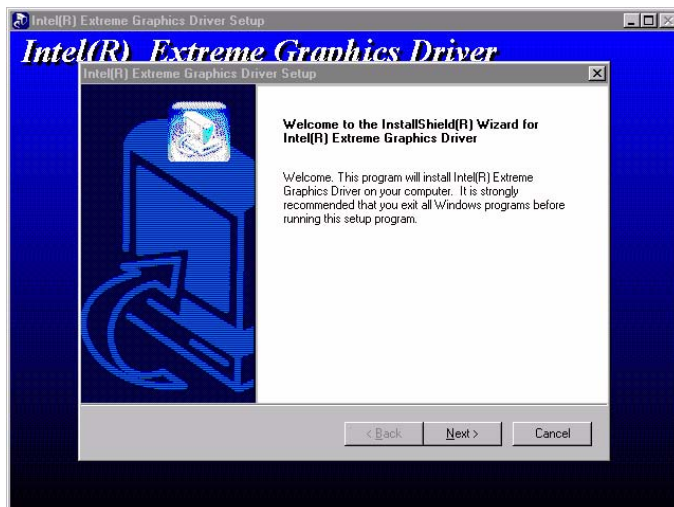 Intel(R) Extreme Graphics Driver Setup
Intel(R) Extreme Graphics Driver
Intel(R) Extreme Graphics Driver Setup
Welcome to the InstallShield(R) Wizard for
Intel(R) Extreme Graphics Driver
Welcome. This program will install Intel(R) Extreme
Graphics Driver on your computer. It is strongly
recommended that you exit all Windows programs before
running this setup program.
< Back Next > Cancel